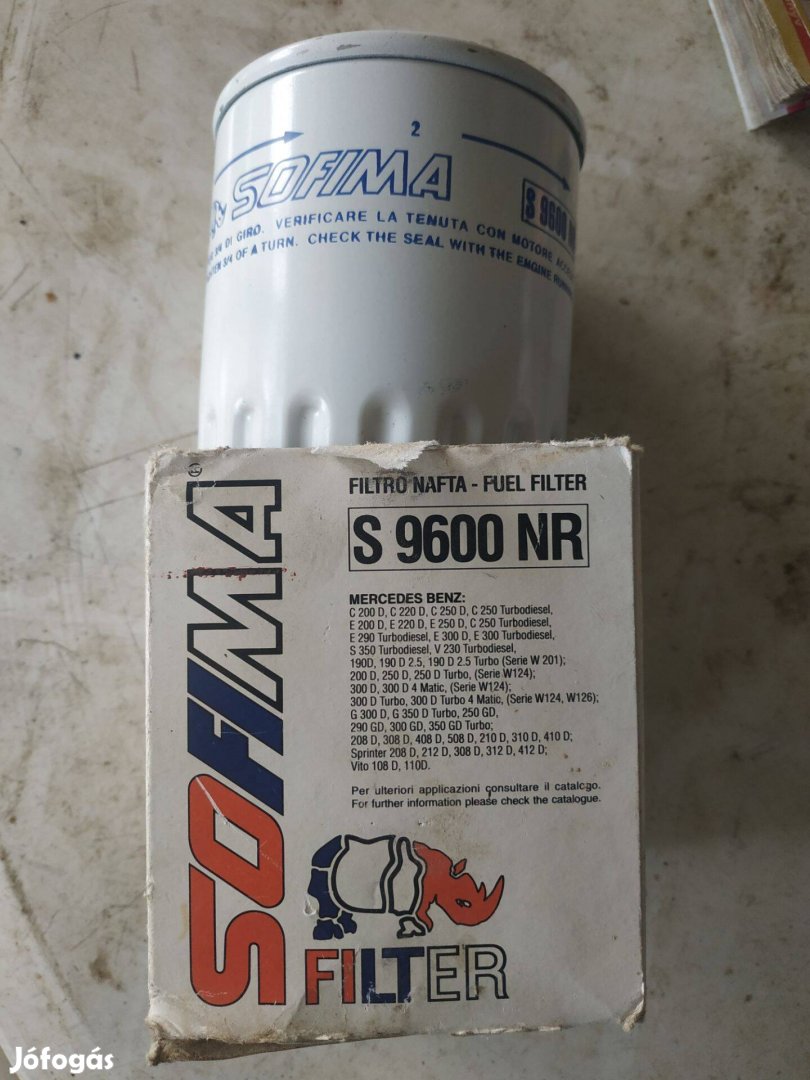 2
SOFIMA
S 9600 NR
3/4 DI GIRO. VERIFICARE LA TENUTA CON MOTORE
3/4 OF A TURN. CHECK THE SEAL WITH THE ENGINE
SOFIMA®
FILTRO NAFTA - FUEL FILTER
S 9600 NR
MERCEDES BENZ:
C 200 D, C 220 D, C 250 D, C 250 Turbodiesel,
E 200 D, E 220 D, E 250 D, C 250 Turbodiesel,
E 290 Turbodiesel, E 300 D, E 300 Turbodiesel,
S 350 Turbodiesel, V 230 Turbodiesel,
190D, 190 D 2.5, 190 D 2.5 Turbo (Serie W 201);
200 D, 250 D, 250 D Turbo, (Serie W124);
300 D, 300 D 4 Matic, (Serie W124);
300 D Turbo, 300 D Turbo 4 Matic, (Serie W124, W126);
G 300 D, G 350 D Turbo, 250 GD,
290 GD, 300 GD, 350 GD Turbo;
208 D, 308 D, 408 D, 508 D, 210 D, 310 D, 410 D;
Sprinter 208 D, 212 D, 308 D, 312 D, 412 D;
Vito 108 D, 110D.
Per ulteriori applicazioni consultare il catalogo.
For further information please check the catalogue.
FILTER
Jófogás